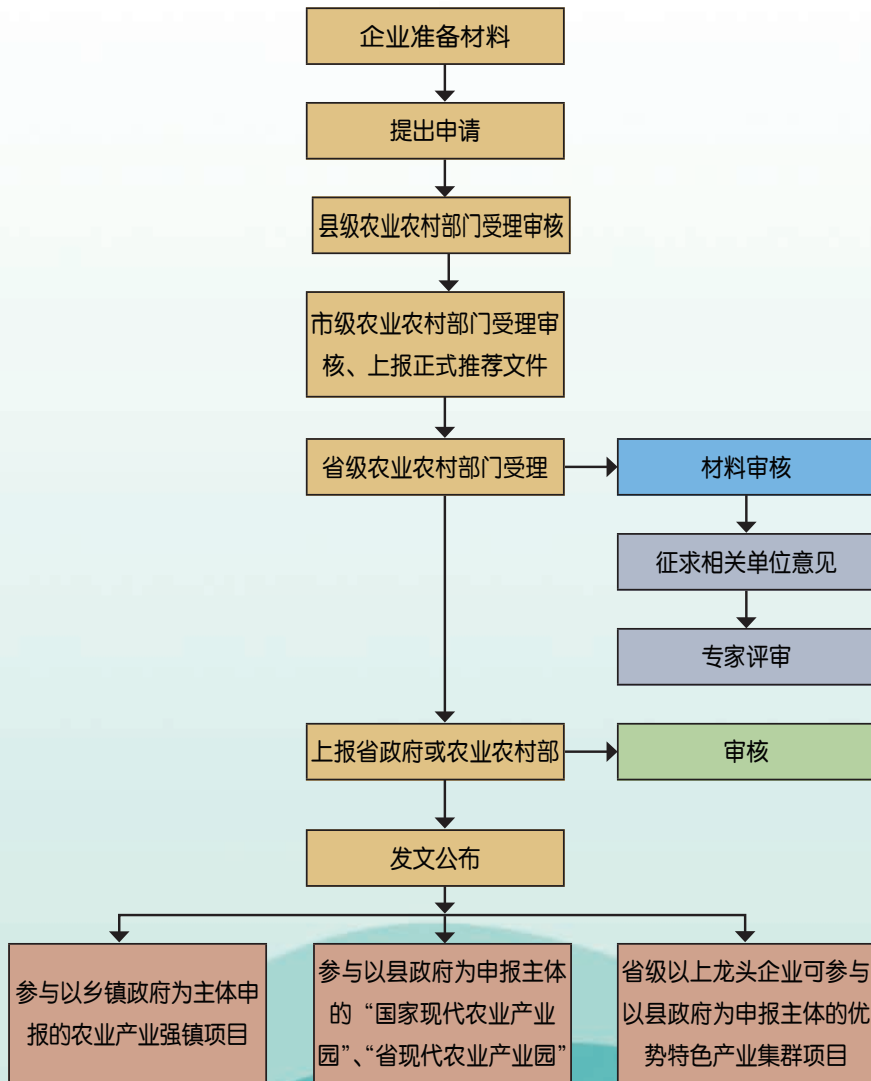 企业准备材料
提出申请
县级农业农村部门受理审核
市级农业农村部门受理审
核、上报正式推荐文件
省级农业农村部门受理
材料审核
征求相关单位意见
专家评审
上报省政府或农业农村部
审核
发文公布
参与以乡镇政府为主体申
报的农业产业强镇项目
参与以县政府为申报主体
的“国家现代农业产业
园”、“省现代农业产业园”
省级以上龙头企业可参与
以县政府为申报主体的优
势特色产业集群项目